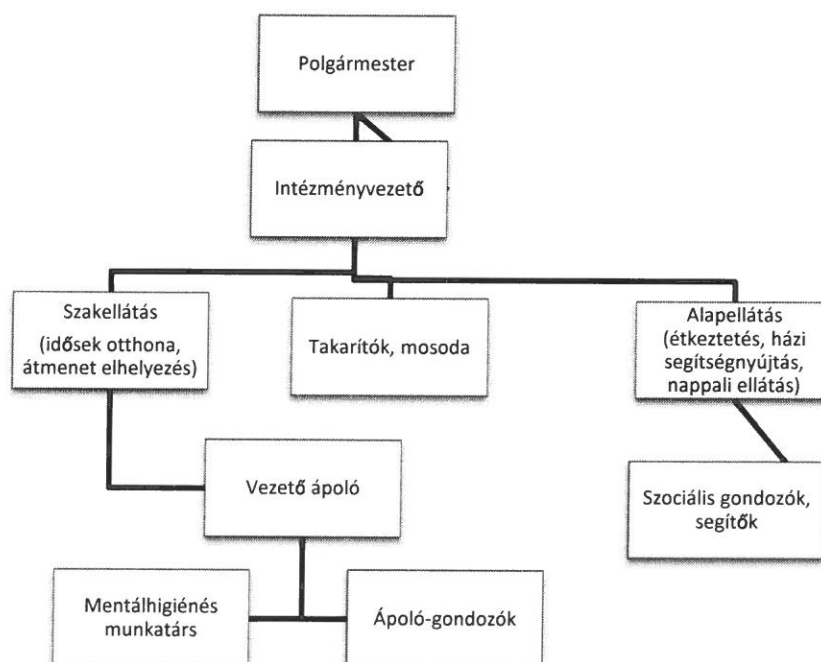 Polgármester
Intézményvezető
Szakellátás
(idősek otthona,
átmenet elhelyezés)
Takarítók, mosoda
Alapellátás
(étkeztetés, házi
segítségnyújtás,
nappali ellátás)
Vezető ápoló
Szociális gondozók,
segítők
Mentálhigiénés
munkatárs
Ápoló-gondozók